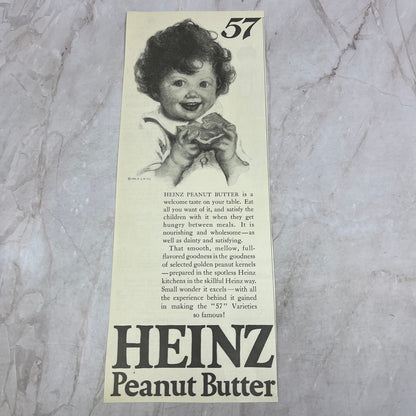 57
HEINZ PEANUT BUTTER is a
welcome taste on your table. Eat
all you want of it, and satisfy the
children with it when they get
hungry between meals. It is
nourishing and wholesome—as
well as dainty and satisfying.
That smooth, mellow, full-
flavored goodness is the goodness
of selected golden peanut kernels
—prepared in the spotless Heinz
kitchens in the skillful Heinz way.
Small wonder it excels—with all
the experience behind it gained
in making the "57" Varieties
so famous!
HEINZ
Peanut Butter